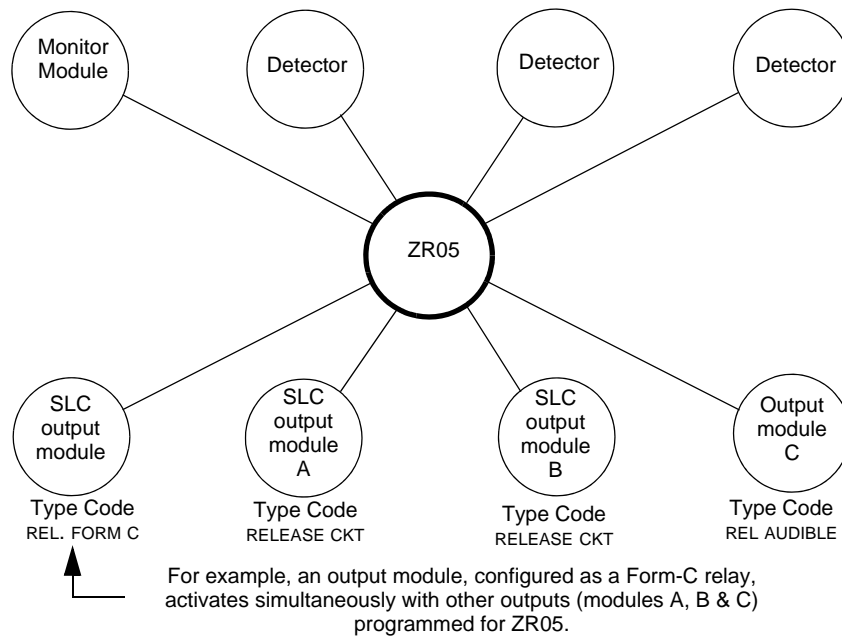 Monitor
Module
Detector
Detector
Detector
ZR05
SLC
output
module
SLC
output
module
A
SLC
output
module
B
Output
module
C
Type Code
REL. FORM C
Type Code
RELEASE CKT
Type Code
RELEASE CKT
Type Code
REL AUDIBLE
For example, an output module, configured as a Form-C relay,
activates simultaneously with other outputs (modules A, B & C)
programmed for ZR05.